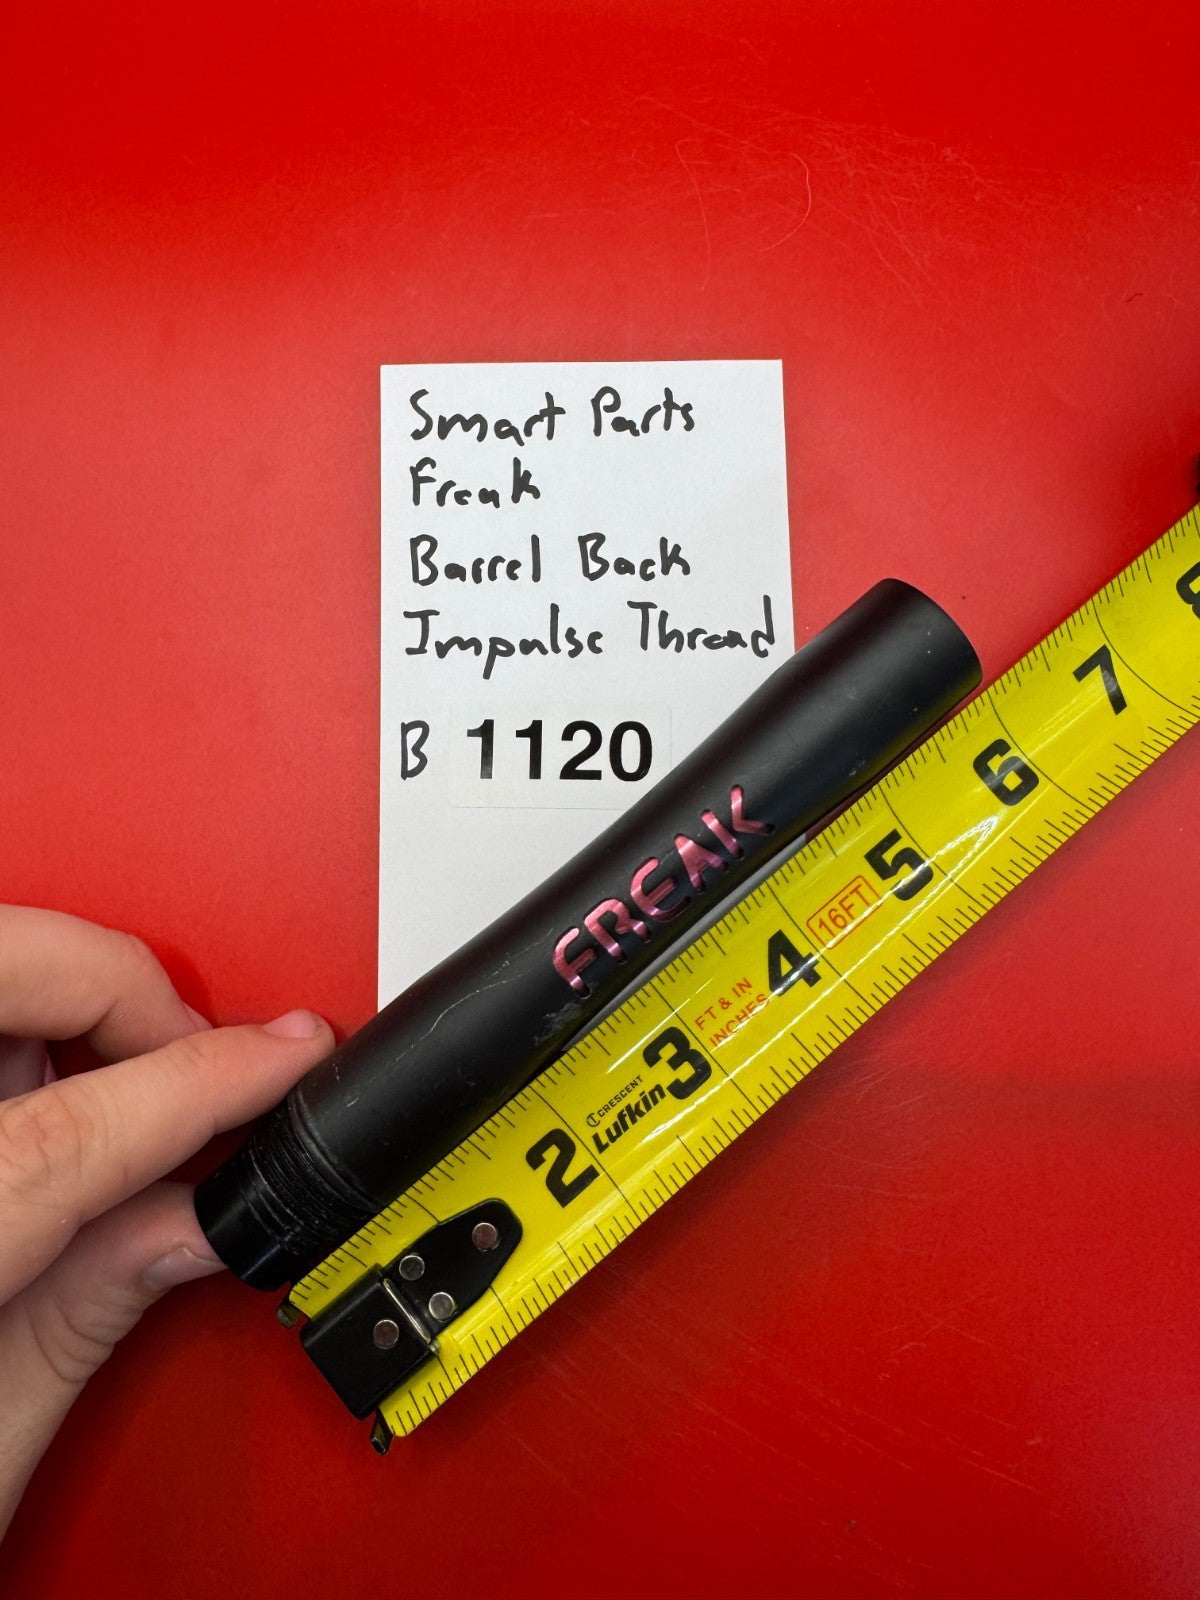 Smart Parts
Freak
Barrel Back
Impulse Thread
B 1120
FREAK
2 3 4 5 6 7 8
CRESCENT
Lufkin
FT & IN
INCHES
16FT